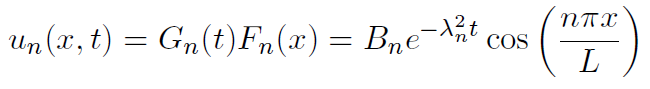 $u_n(x,t) = G_n(t)F_n(x) = B_n e^{-\lambda_n^2 t} \cos\left(\frac{n\pi x}{L}\right)$